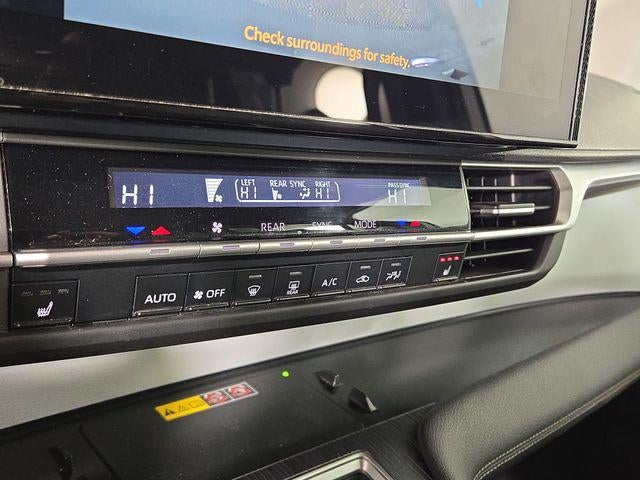 Check surroundings for safety.
HI
LEFT REAR SYNC RIGHT
HI HI
PASS SYNC
HI
REAR SYNC MODE
AUTO OFF REAR A/C